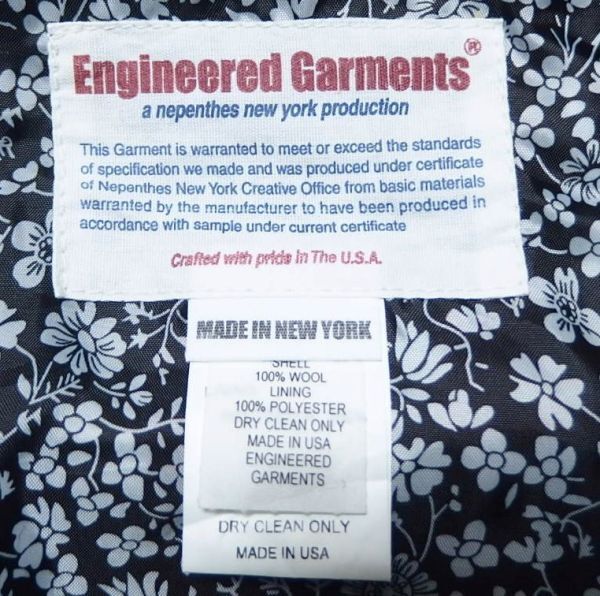 Engineered Garments®
a nepenthes new york production
This Garment is warranted to meet or exceed the standards
of specification we made and was produced under certificate
of Nepenthes New York Creative Office from basic materials
warranted by the manufacturer to have been produced in
accordance with sample under current certificate
Crafted with pride in The U.S.A.
MADE IN NEW YORK
SHELL
100% WOOL
LINING
100% POLYESTER
DRY CLEAN ONLY
MADE IN USA
ENGINEERED
GARMENTS
DRY CLEAN ONLY
MADE IN USA